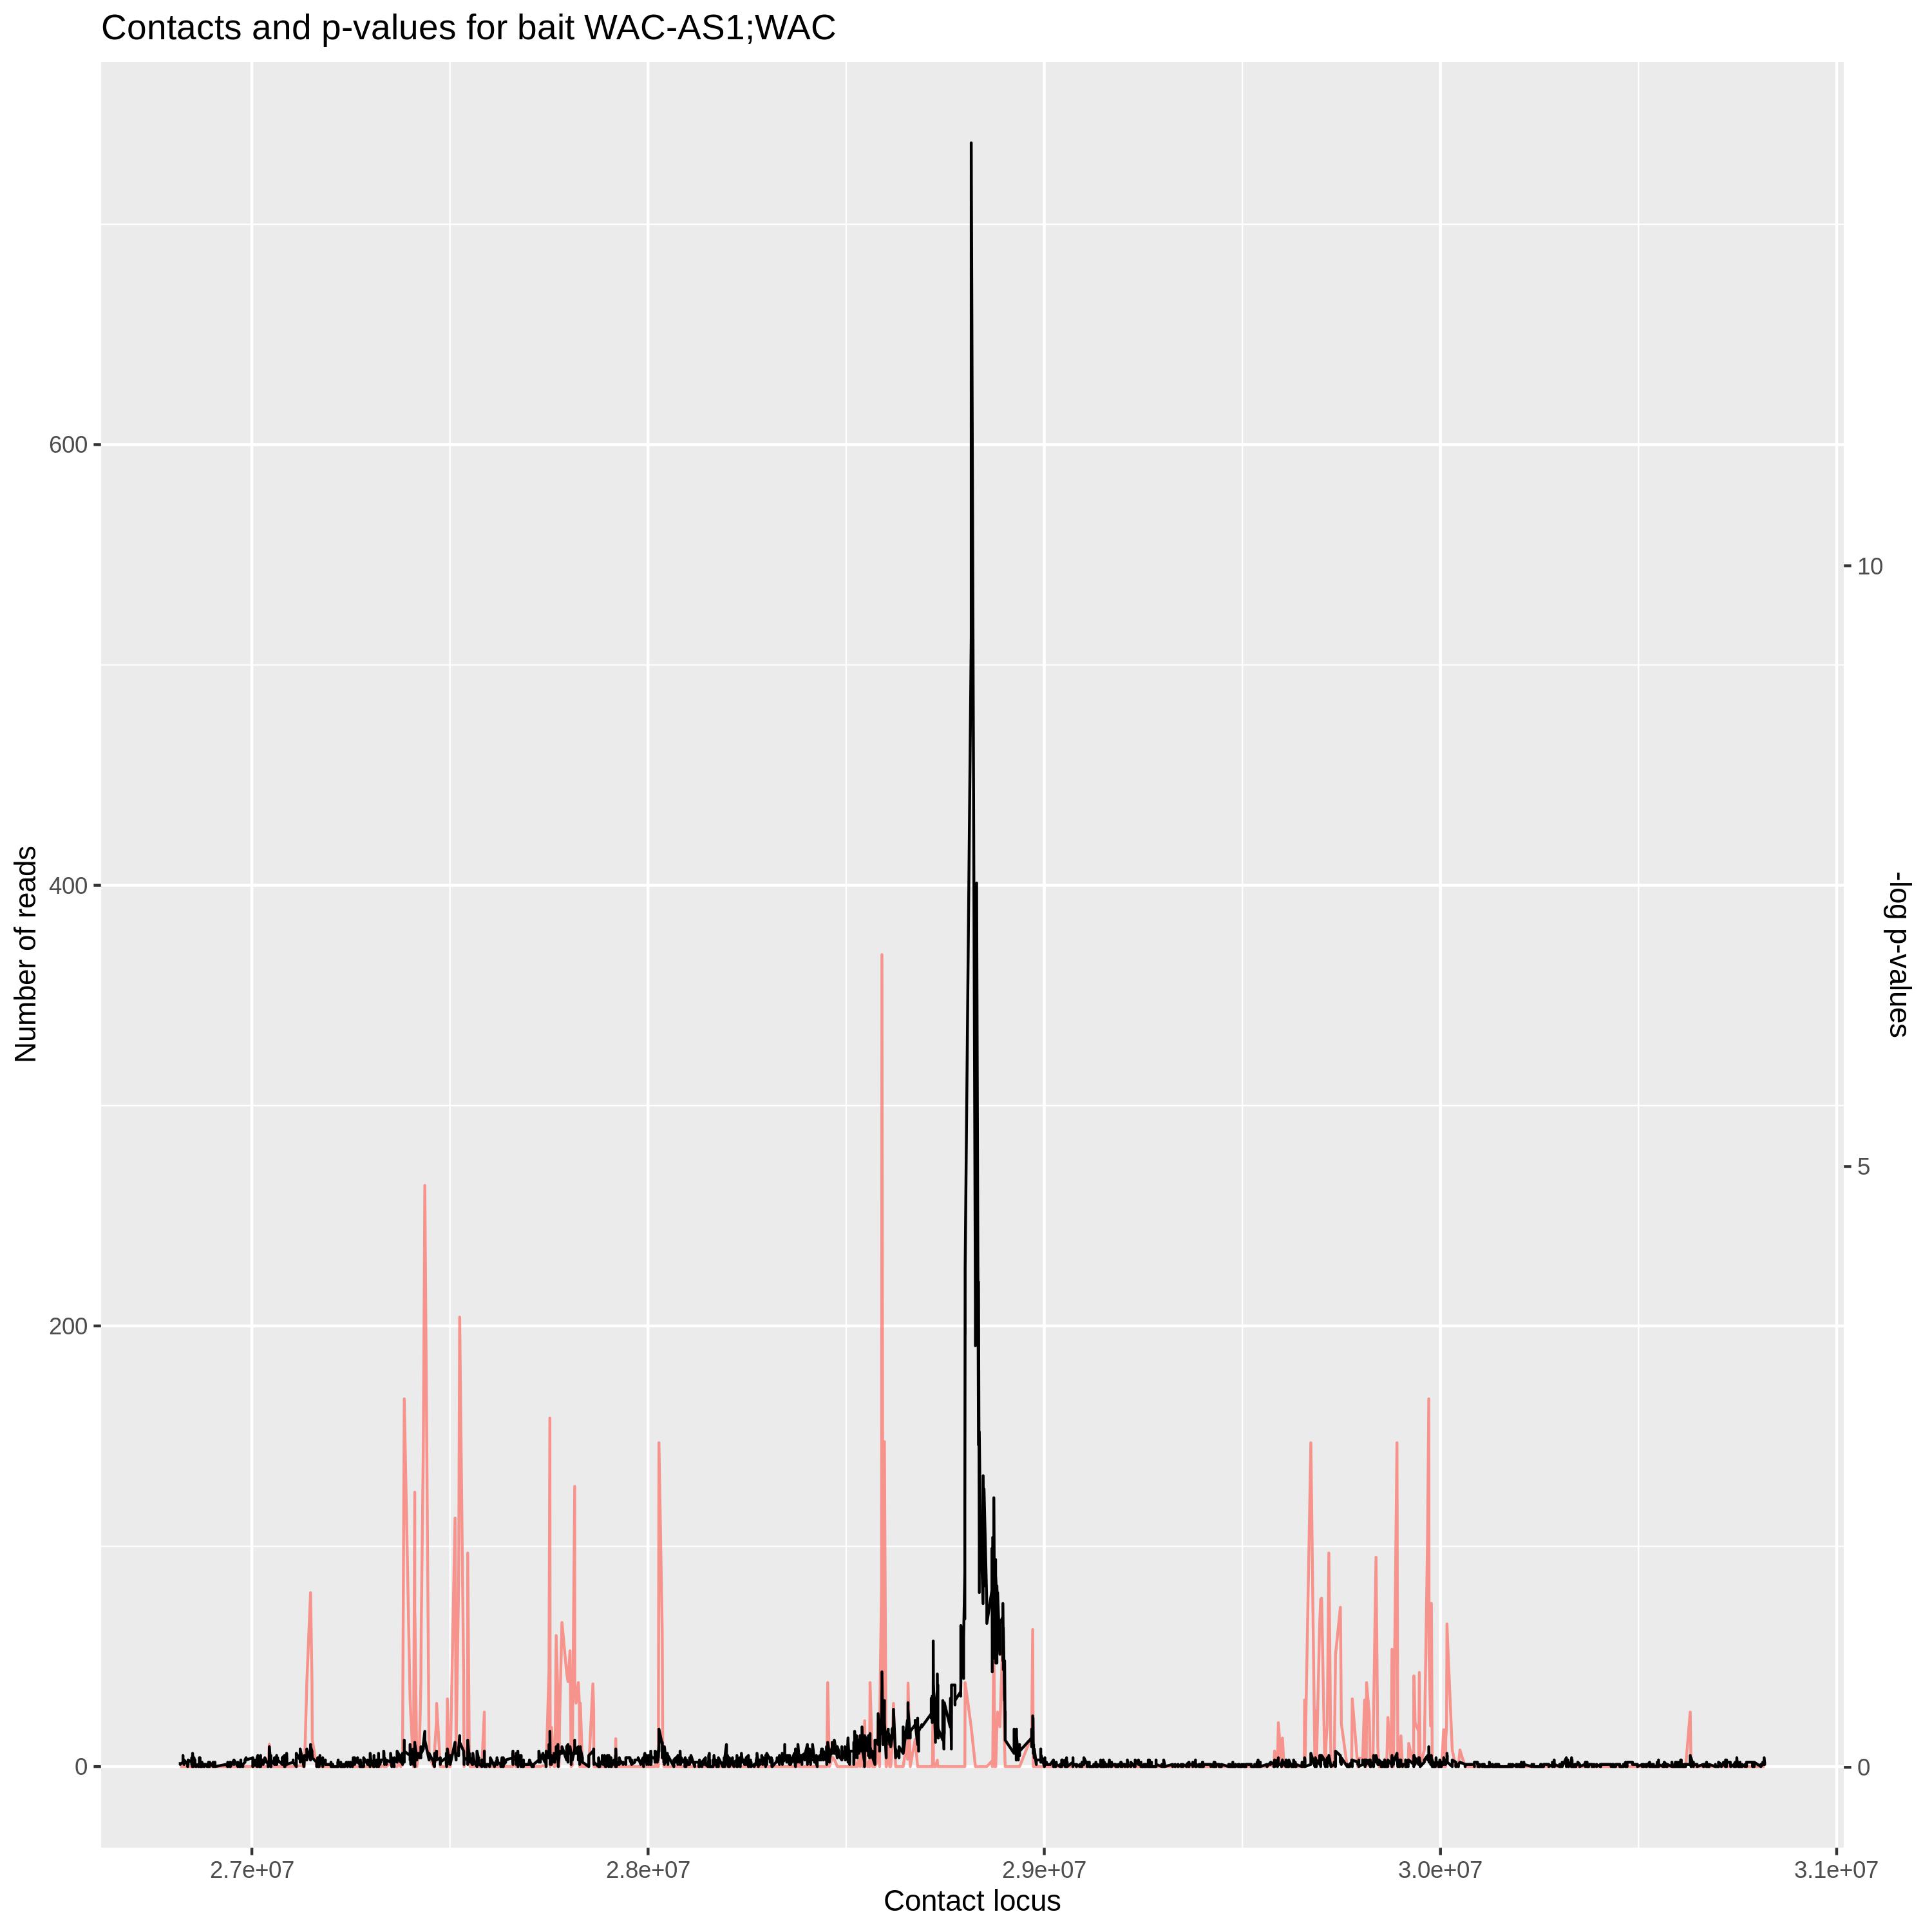 Contacts and p-values for bait WAC-AS1;WAC
600
400
200
0
Number of reads
10
5
0
-log p-values
2.7e+07 2.8e+07 2.9e+07 3.0e+07 3.1e+07
Contact locus